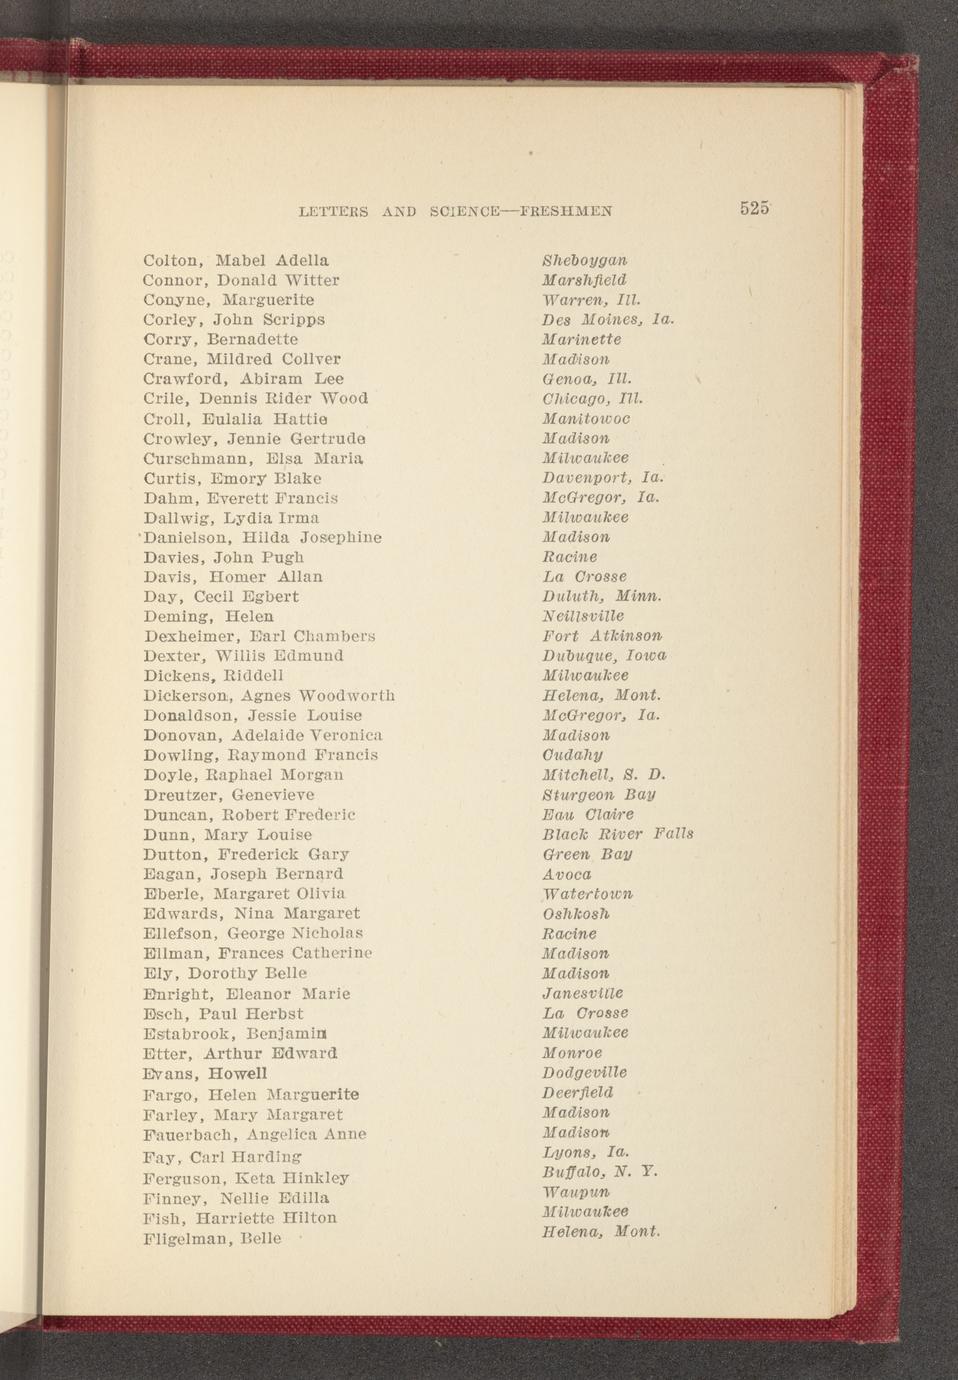 LETTERS AND SCIENCE—FRESHMEN 525
Colton, Mabel Adella Sheboygan
Connor, Donald Witter Marshfield
Conyne, Marguerite Warren, Ill.
Corley, John Scripps Des Moines, Ia.
Corry, Bernadette Marinette
Crane, Mildred Collver Madison
Crawford, Abiram Lee Genoa, Ill.
Crile, Dennis Rider Wood Chicago, Ill.
Croll, Eulalia Hattie Manitowoc
Crowley, Jennie Gertrude Madison
Curschmann, Elsa Maria Milwaukee
Curtis, Emory Blake Davenport, Ia.
Dahm, Everett Francis McGregor, Ia.
Dallwig, Lydia Irma Milwaukee
Danielson, Hilda Josephine Madison
Davies, John Pugh Racine
Davis, Homer Allan La Crosse
Day, Cecil Egbert Duluth, Minn.
Deming, Helen Neillsville
Dexheimer, Earl Chambers Fort Atkinson
Dexter, Willis Edmund Dubuque, Iowa
Dickens, Riddell Milwaukee
Dickerson, Agnes Woodworth Helena, Mont.
Donaldson, Jessie Louise McGregor, Ia.
Donovan, Adelaide Veronica Madison
Dowling, Raymond Francis Cudahy
Doyle, Raphael Morgan Mitchell, S. D.
Dreutzer, Genevieve Sturgeon Bay
Duncan, Robert Frederic Eau Claire
Dunn, Mary Louise Black River Falls
Dutton, Frederick Gary Green Bay
Eagan, Joseph Bernard Avoca
Eberle, Margaret Olivia Watertown
Edwards, Nina Margaret Oshkosh
Ellefson, George Nicholas Racine
Ellman, Frances Catherine Madison
Ely, Dorothy Belle Madison
Enright, Eleanor Marie Janesville
Esch, Paul Herbst La Crosse
Estabrook, Benjamin Milwaukee
Etter, Arthur Edward Monroe
Evans, Howell Dodgeville
Fargo, Helen Marguerite Deerfield
Farley, Mary Margaret Madison
Fauerbach, Angelica Anne Madison
Fay, Carl Harding Lyons, Ia.
Ferguson, Keta Hinkley Buffalo, N. Y.
Finney, Nellie Edilla Waupun
Fish, Harriette Hilton Milwaukee
Fligelman, Belle Helena, Mont.